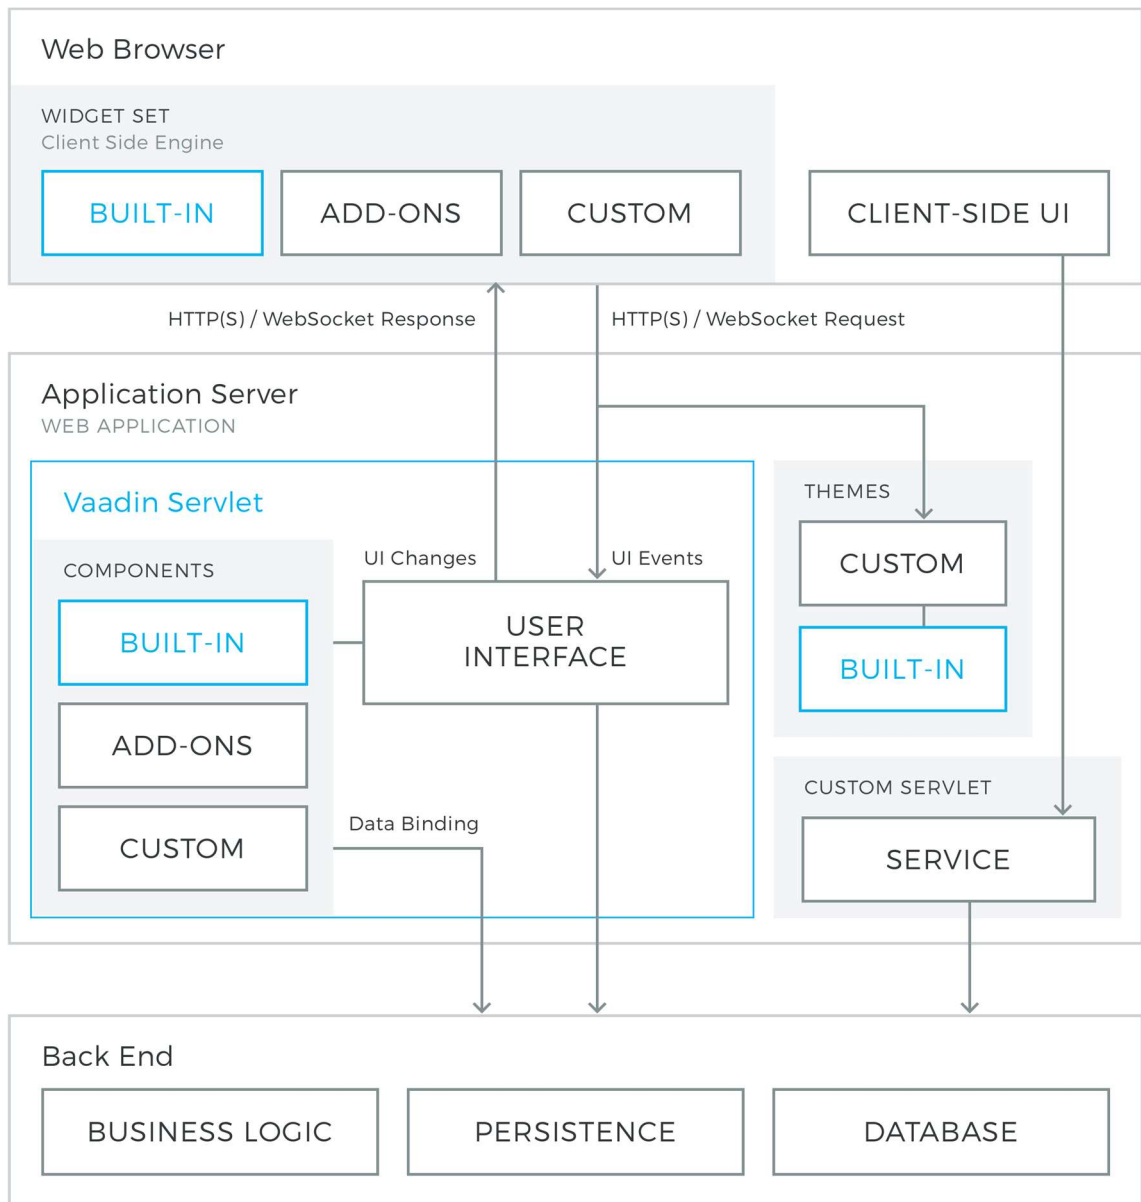 Web Browser
WIDGET SET
Client Side Engine
BUILT-IN
ADD-ONS
CUSTOM
CLIENT-SIDE UI
HTTP(S) / WebSocket Response
HTTP(S) / WebSocket Request
Application Server
WEB APPLICATION
Vaadin Servlet
COMPONENTS
BUILT-IN
ADD-ONS
CUSTOM
UI Changes
UI Events
USER
INTERFACE
Data Binding
THEMES
CUSTOM
BUILT-IN
CUSTOM SERVLET
SERVICE
Back End
BUSINESS LOGIC
PERSISTENCE
DATABASE